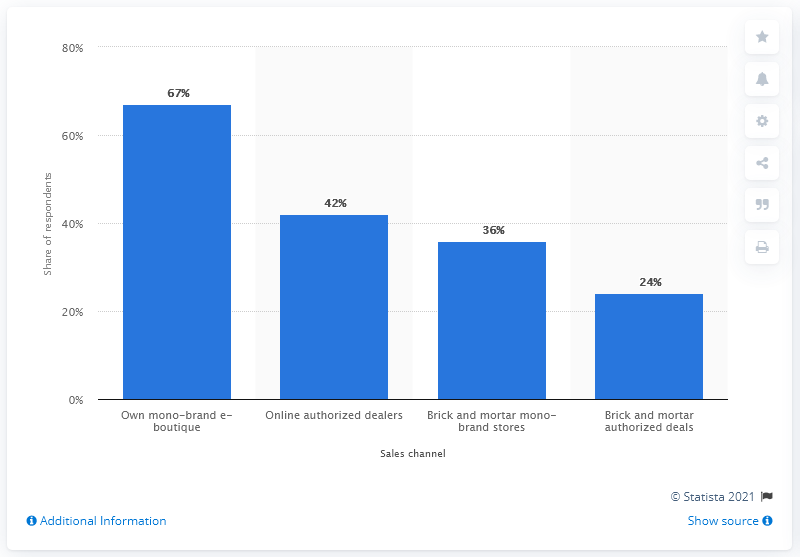 80%
60%
40%
20%
0%
Share of respondents
67%
42%
36%
24%
Own mono-brand e-
boutique
Online authorized dealers
Brick and mortar mono-
brand stores
Brick and mortar
authorized deals
Sales channel
© Statista 2021
Additional Information
Show source